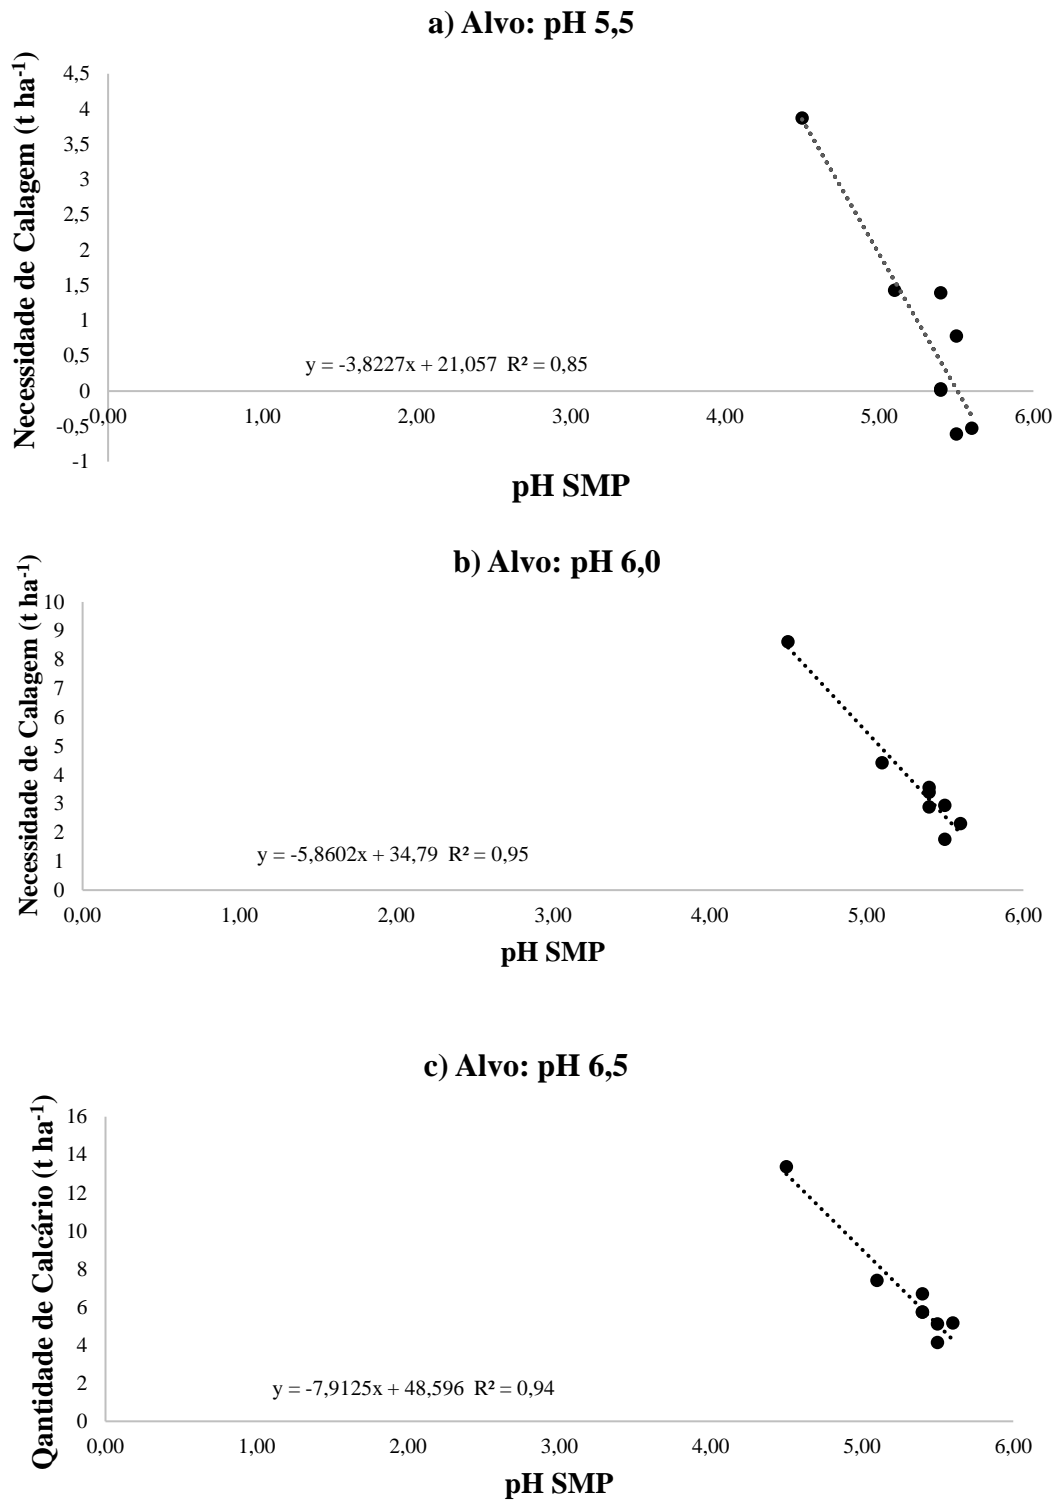 a) Alvo: pH 5,5
Necessidade de Calagem (t ha-1)
4,5
4
3,5
3
2,5
2
1,5
1
0,5
0
-0,5
-1
y = -3,8227x + 21,057 R² = 0,85
0,00 1,00 2,00 3,00 4,00 5,00 6,00
pH SMP
b) Alvo: pH 6,0
Necessidade de Calagem (t ha-1)
10
9
8
7
6
5
4
3
2
1
0
y = -5,8602x + 34,79 R² = 0,95
0,00 1,00 2,00 3,00 4,00 5,00 6,00
pH SMP
c) Alvo: pH 6,5
Qantidade de Calcário (t ha-1)
16
14
12
10
8
6
4
2
0
y = -7,9125x + 48,596 R² = 0,94
0,00 1,00 2,00 3,00 4,00 5,00 6,00
pH SMP